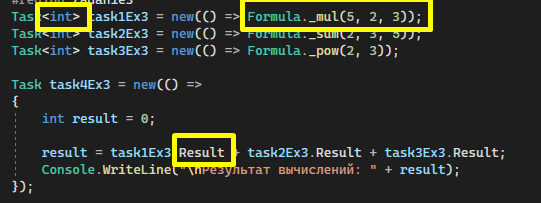 Task<int> task1Ex3 = new(() => Formula._mul(5, 2, 3));
Task<int> task2Ex3 = new(() => Formula._sum(2, 3, 5));
Task<int> task3Ex3 = new(() => Formula._pow(2, 3));
Task task4Ex3 = new(() =>
{
int result = 0;
result = task1Ex3.Result + task2Ex3.Result + task3Ex3.Result;
Console.WriteLine("\nРезультат вычислений: " + result);
});